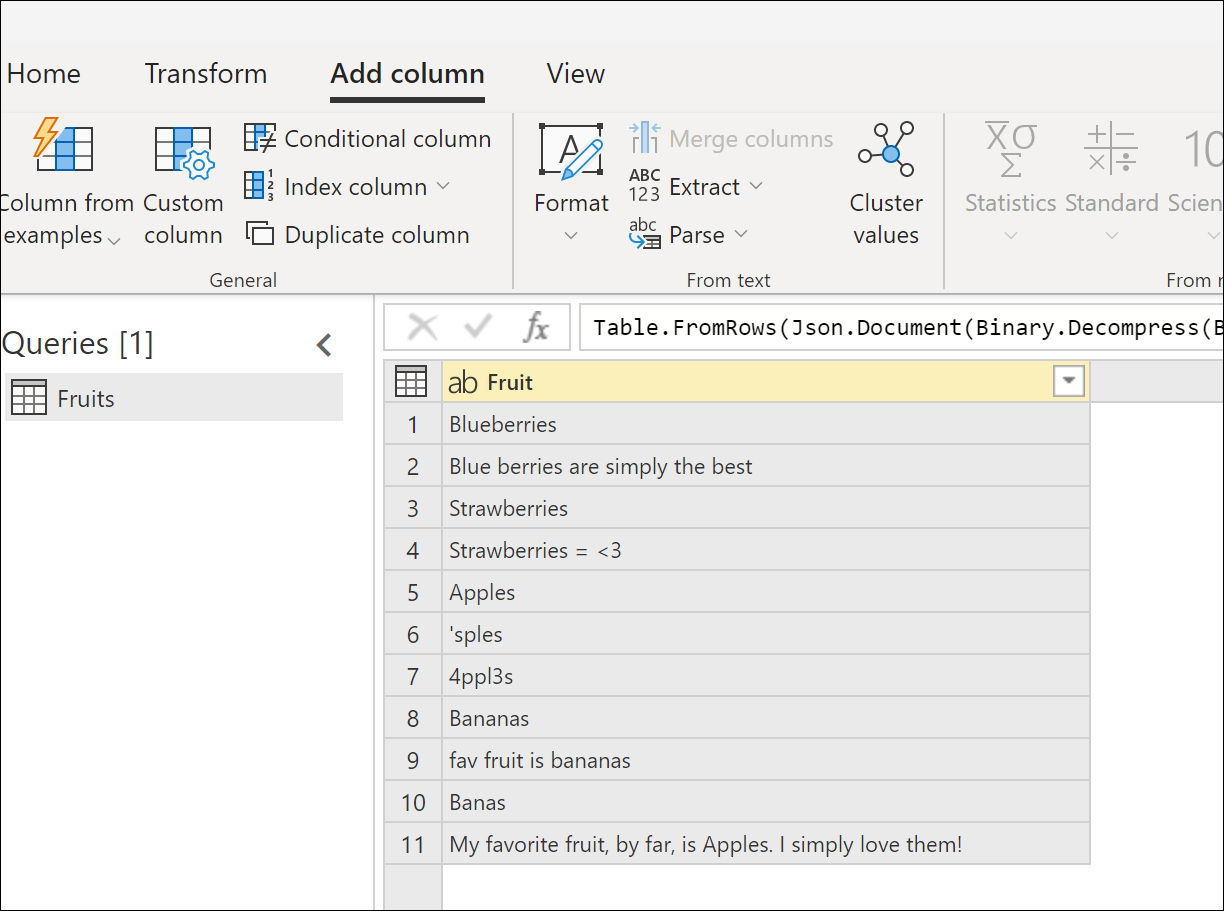 Home Transform Add column View
Conditional column
Index column
Duplicate column
Column from examples
Custom column
General
Format
Merge columns
ABC 123 Extract
abc Parse
Cluster values
From text
Statistics
Standard
From
Queries [1]
Fruits
fx
Table.FromRows(Json.Document(Binary.Decompress(B
ab Fruit
1 Blueberries
2 Blue berries are simply the best
3 Strawberries
4 Strawberries = <3
5 Apples
6 'sples
7 4ppl3s
8 Bananas
9 fav fruit is bananas
10 Banas
11 My favorite fruit, by far, is Apples. I simply love them!